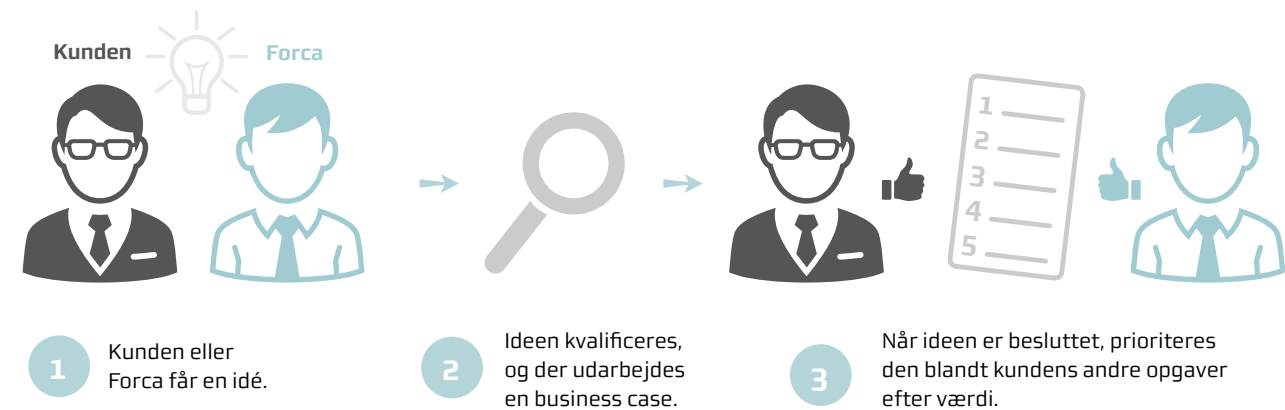 Kunden
Forca
1
2
3
4
5
1
Kunden eller
Forca får en idé.
2
Ideen kvalificeres,
og der udarbejdes
en business case.
3
Når ideen er besluttet, prioriteres
den blandt kundens andre opgaver
efter værdi.